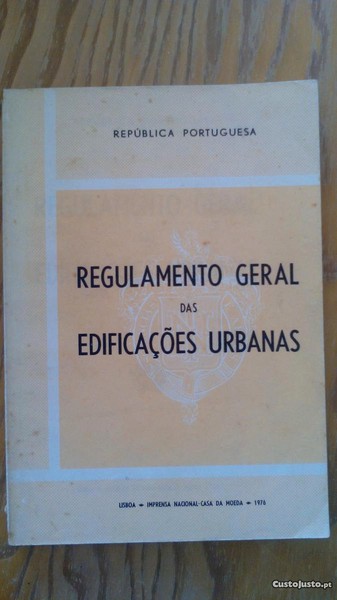 REPÚBLICA PORTUGUESA
REGULAMENTO GERAL
DAS
EDIFICAÇÕES URBANAS
LISBOA — IMPRENSA NACIONAL-CASA DA MOEDA — 1976
CustoJusto.pt